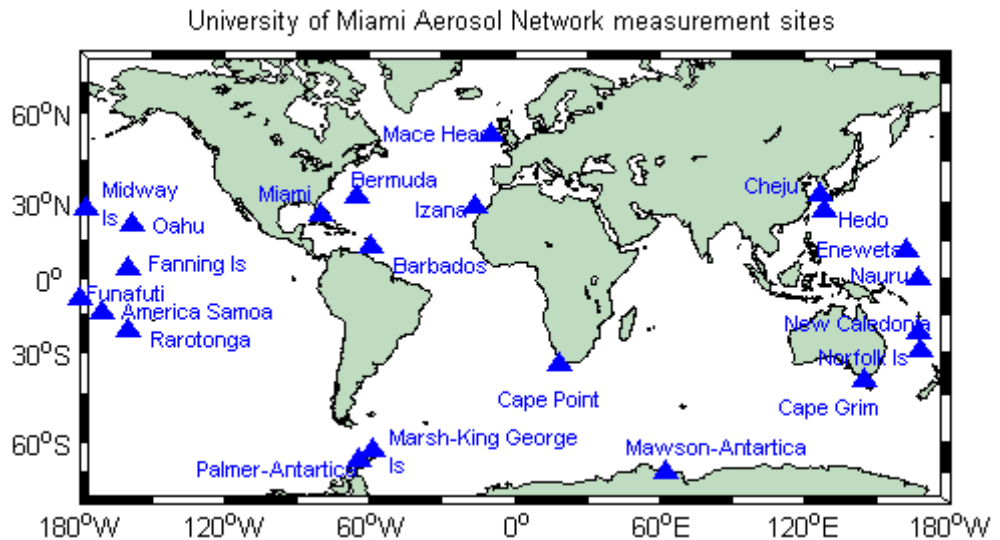 University of Miami Aerosol Network measurement sites
60°N
30°N
0°
30°S
60°S
Mace Head
Bermuda
Miami
Izana
Barbados
Midway
Is
Oahu
Fanning Is
Funafuti
America Samoa
Rarotonga
Cheju
Hedo
Eneweta
Nauru
New Caledonia
Norfolk Is
Cape Grim
Cape Point
Marsh-King George
Is
Palmer-Antartica
Mawson-Antartica
180°W
120°W
60°W
0°
60°E
120°E
180°W